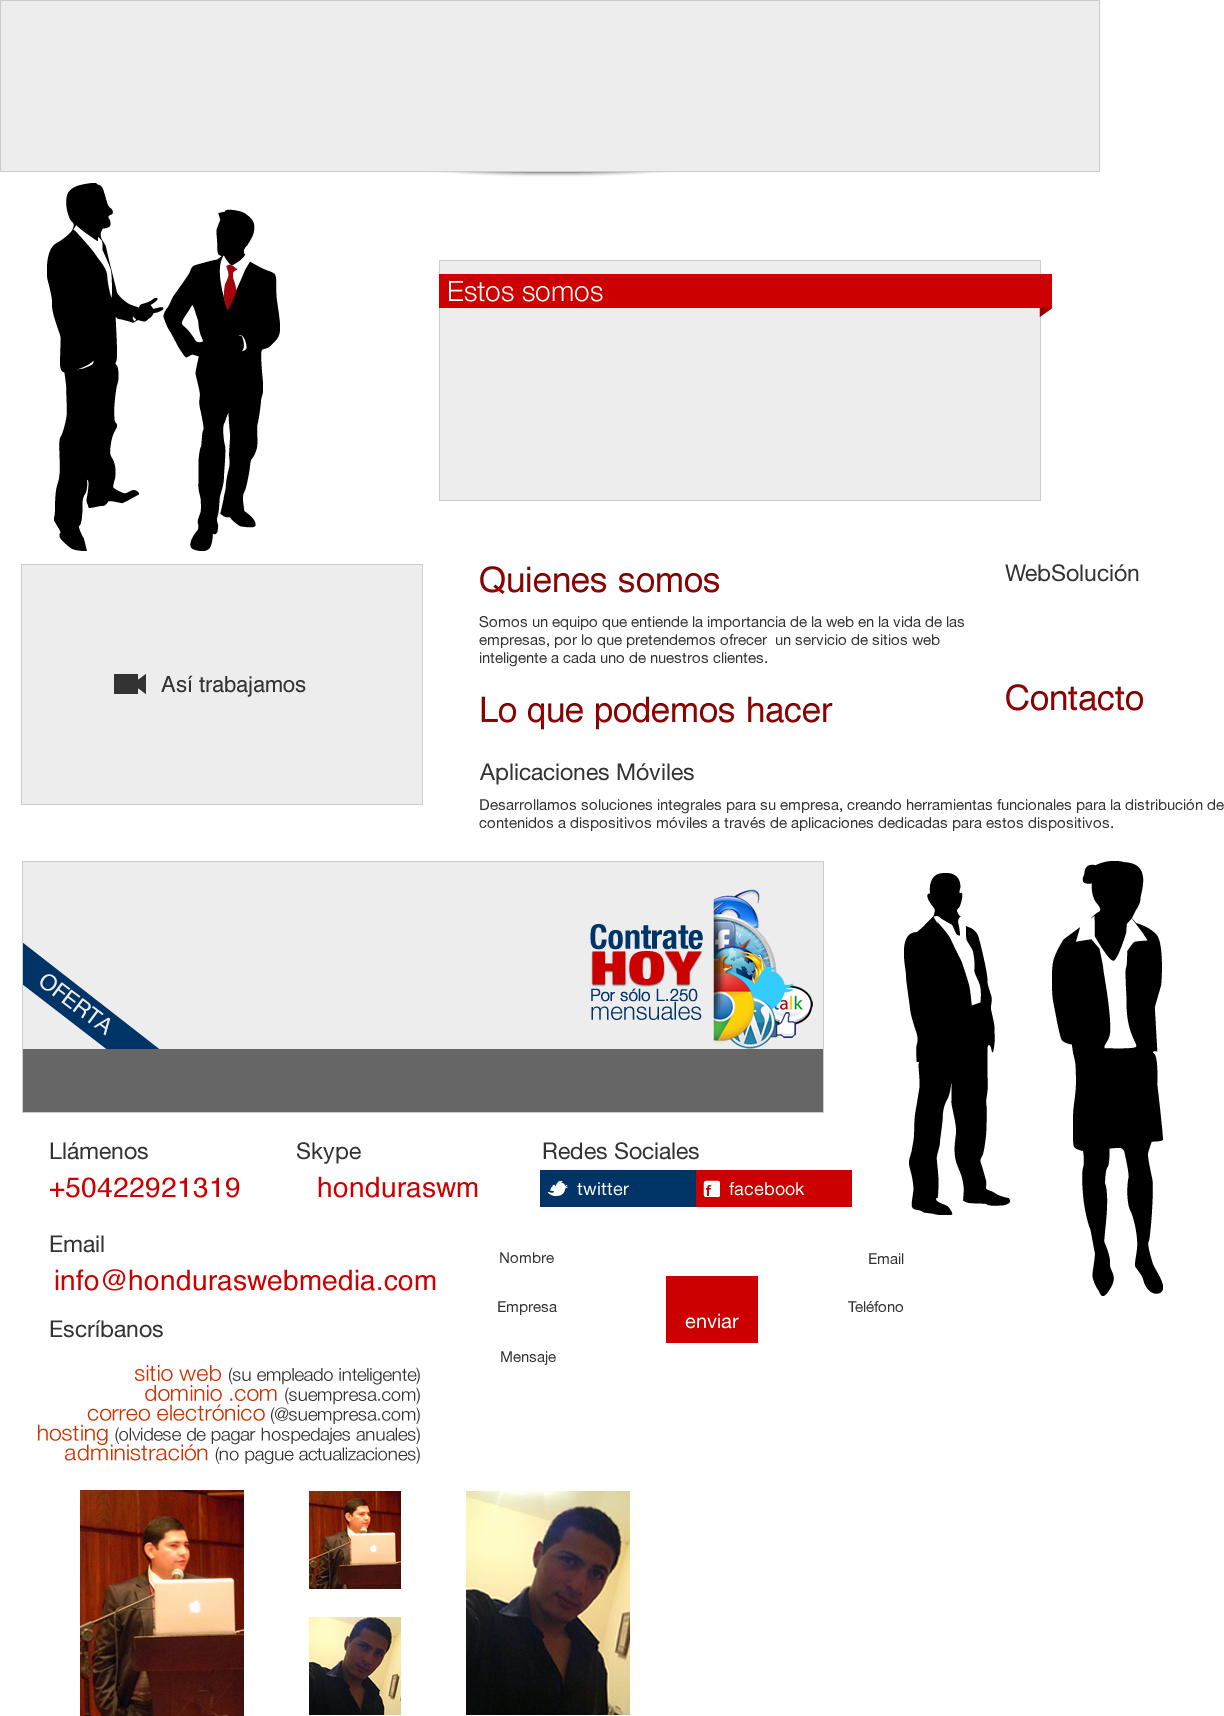 Estos somos
Quienes somos
WebSolución
Somos un equipo que entiende la importancia de la web en la vida de las
empresas, por lo que pretendemos ofrecer  un servicio de sitios web
inteligente a cada uno de nuestros clientes.
Así trabajamos
Contacto
Lo que podemos hacer
Aplicaciones Móviles
Desarrollamos soluciones integrales para su empresa, creando herramientas funcionales para la distribución de
contenidos a dispositivos móviles a través de aplicaciones dedicadas para estos dispositivos.
OFERTA
Contrate
HOY
Por sólo L.250
mensuales
talk
Llámenos
+50422921319
Skype
honduraswm
Redes Sociales
twitter
facebook
Email
info@honduraswebmedia.com
Escríbanos
Nombre
Email
Empresa
enviar
Teléfono
Mensaje
sitio web (su empleado inteligente)
dominio .com (suempresa.com)
correo electrónico (@suempresa.com)
hosting (olvidese de pagar hospedajes anuales)
administración (no pague actualizaciones)